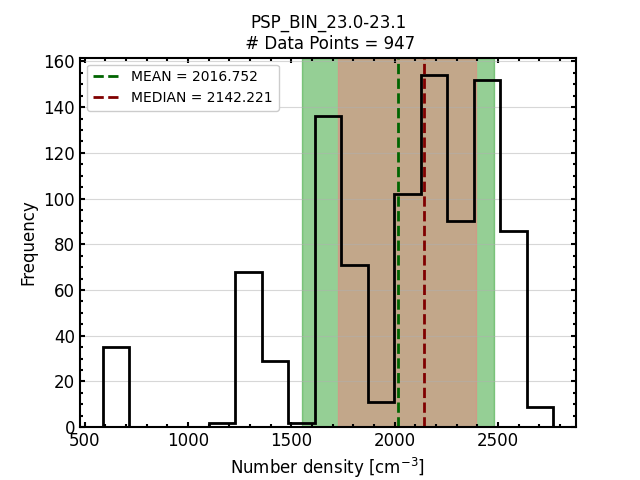 PSP_BIN_23.0-23.1
# Data Points = 947
MEAN = 2016.752
MEDIAN = 2142.221
160
140
120
100
80
60
40
20
0
Frequency
500 1000 1500 2000 2500
Number density [cm⁻³]